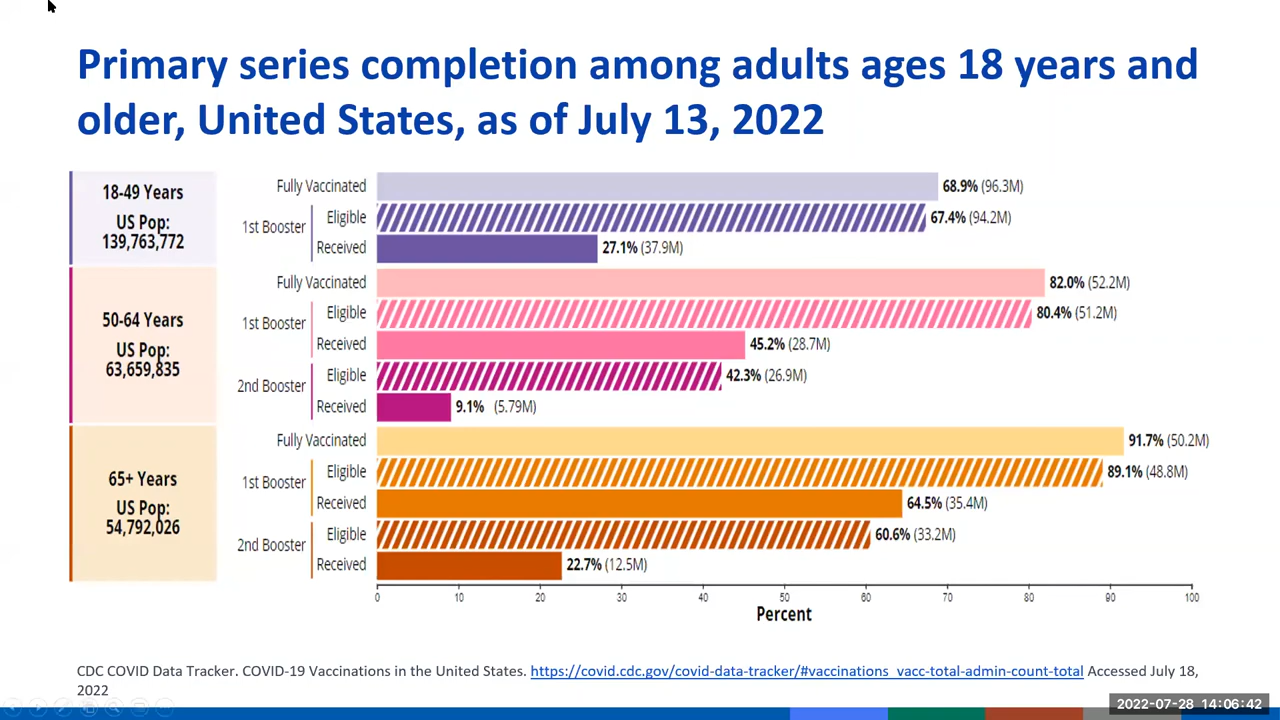 Primary series completion among adults ages 18 years and
older, United States, as of July 13, 2022
18-49 Years
US Pop:
139,763,772
Fully Vaccinated 68.9% (96.3M)
1st Booster
Eligible 67.4% (94.2M)
Received 27.1% (37.9M)
50-64 Years
US Pop:
63,659,835
Fully Vaccinated 82.0% (52.2M)
1st Booster
Eligible 80.4% (51.2M)
Received 45.2% (28.7M)
2nd Booster
Eligible 42.3% (26.9M)
Received 9.1% (5.79M)
65+ Years
US Pop:
54,792,026
Fully Vaccinated 91.7% (50.2M)
1st Booster
Eligible 89.1% (48.8M)
Received 64.5% (35.4M)
2nd Booster
Eligible 60.6% (33.2M)
Received 22.7% (12.5M)
0 10 20 30 40 50 60 70 80 90 100
Percent
CDC COVID Data Tracker. COVID-19 Vaccinations in the United States. https://covid.cdc.gov/covid-data-tracker/#vaccinations_vacc-total-admin-count-total Accessed July 18,
2022
2022-07-28 14:06:42